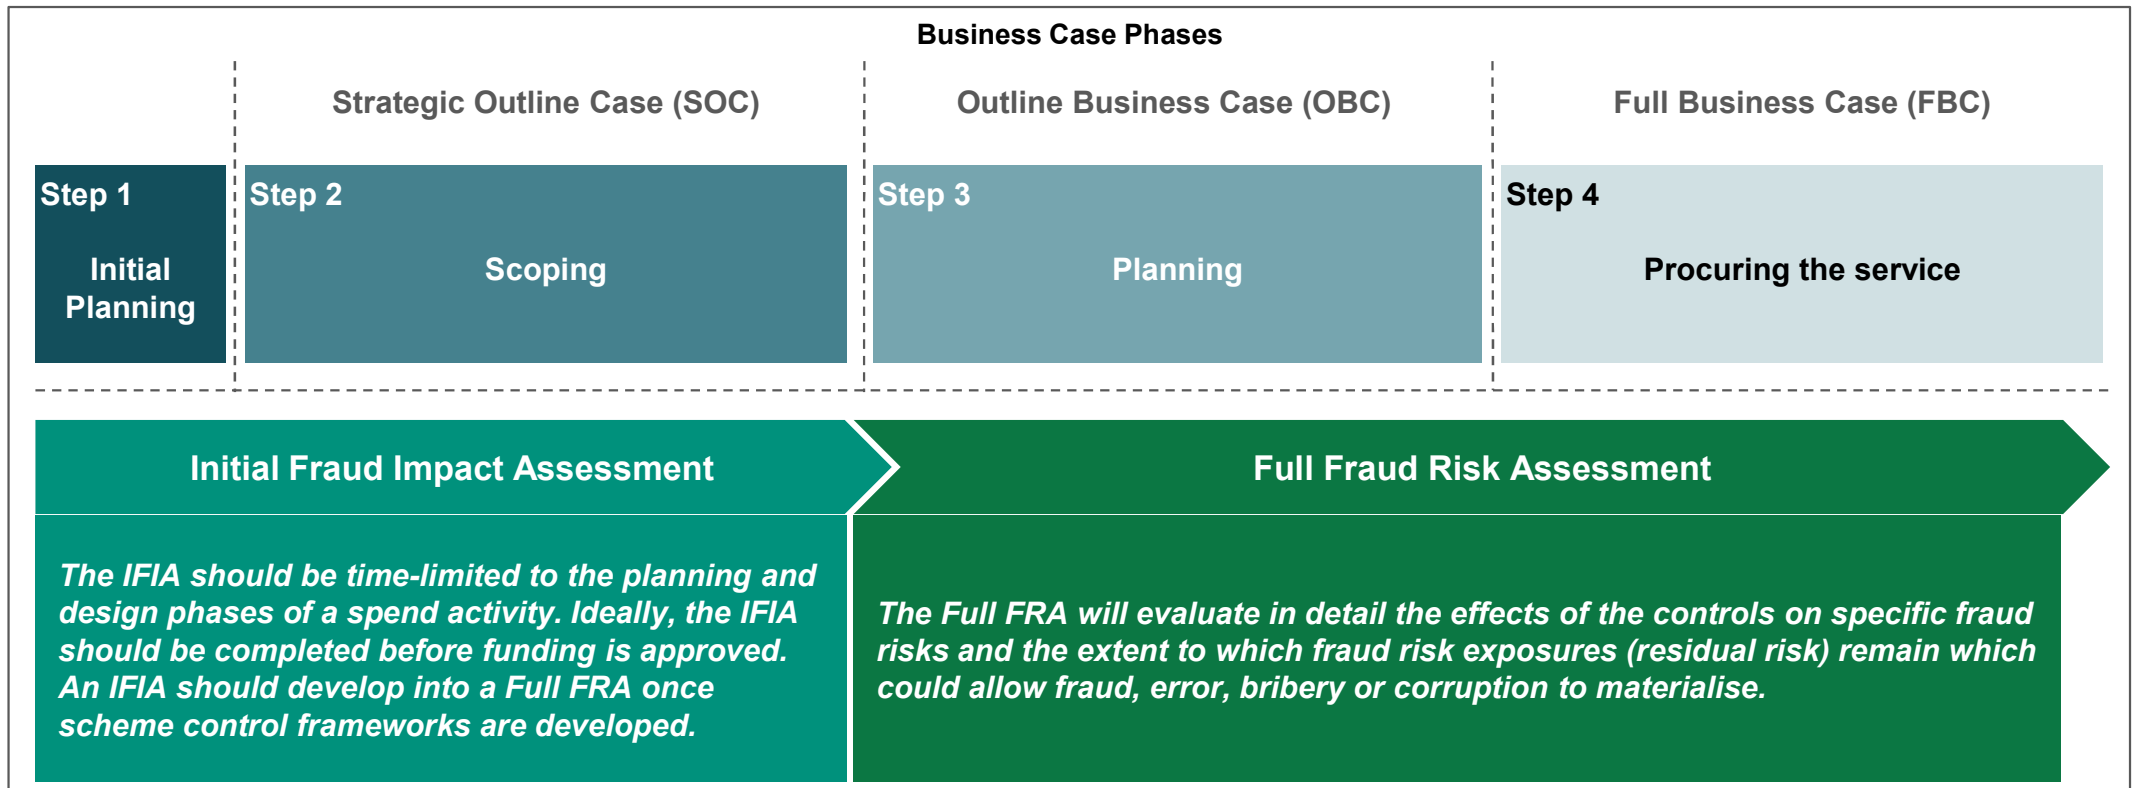 Business Case Phases
Strategic Outline Case (SOC)
Outline Business Case (OBC)
Full Business Case (FBC)
Step 1
Initial
Planning
Step 2
Scoping
Step 3
Planning
Step 4
Procuring the service
Initial Fraud Impact Assessment
Full Fraud Risk Assessment
The IFIA should be time-limited to the planning and
design phases of a spend activity. Ideally, the IFIA
should be completed before funding is approved.
An IFIA should develop into a Full FRA once
scheme control frameworks are developed.
The Full FRA will evaluate in detail the effects of the controls on specific fraud
risks and the extent to which fraud risk exposures (residual risk) remain which
could allow fraud, error, bribery or corruption to materialise.